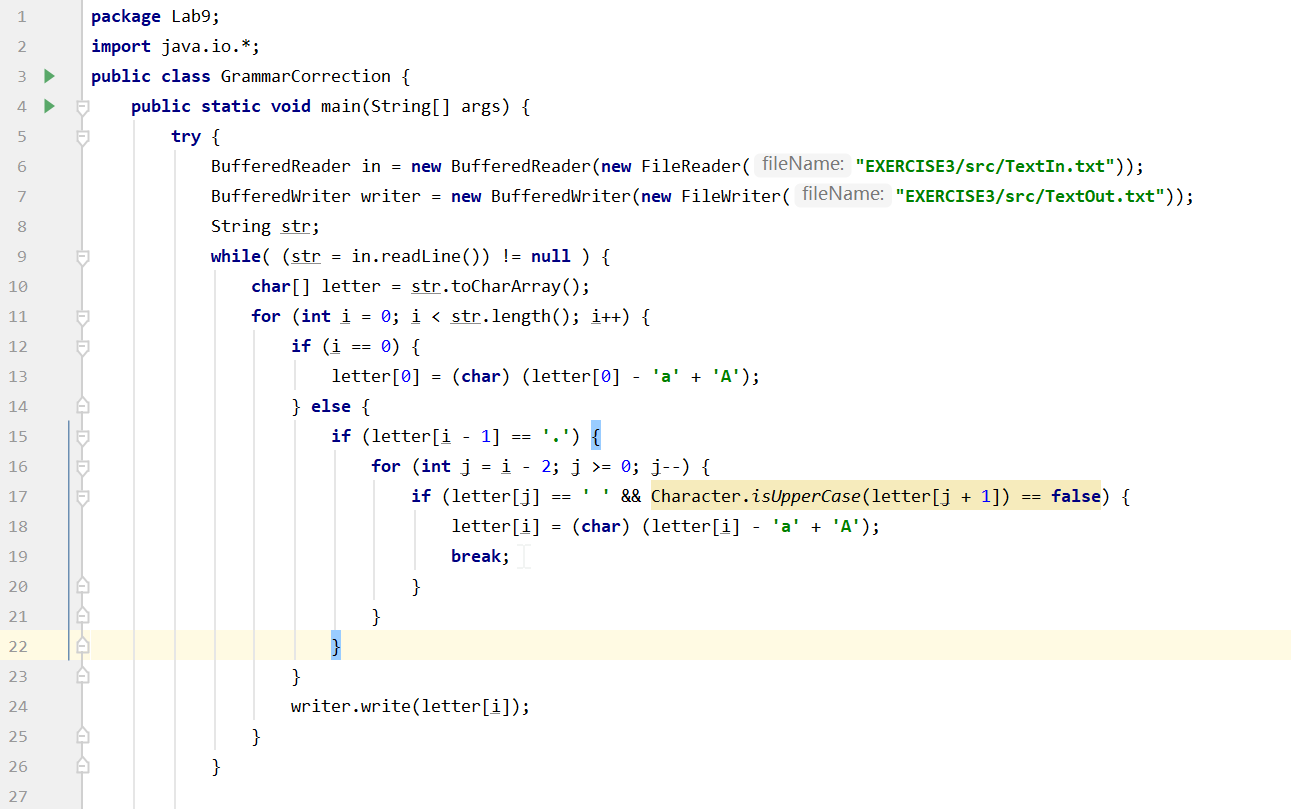 1 package Lab9;
2 import java.io.*;
3 public class GrammarCorrection {
4     public static void main(String[] args) {
5         try {
6             BufferedReader in = new BufferedReader(new FileReader( fileName: "EXERCISE3/src/TextIn.txt"));
7             BufferedWriter writer = new BufferedWriter(new FileWriter( fileName: "EXERCISE3/src/TextOut.txt"));
8             String str;
9             while( (str = in.readLine()) != null ) {
10                 char[] letter = str.toCharArray();
11                 for (int i = 0; i < str.length(); i++) {
12                     if (i == 0) {
13                         letter[0] = (char) (letter[0] - 'a' + 'A');
14                     } else {
15                         if (letter[i - 1] == '.') {
16                             for (int j = i - 2; j >= 0; j--) {
17                                 if (letter[j] == ' ' && Character.isUpperCase(letter[j + 1]) == false) {
18                                     letter[i] = (char) (letter[i] - 'a' + 'A');
19                                     break;
20                                 }
21                             }
22                         }
23                     }
24                     writer.write(letter[i]);
25                 }
26             }
27